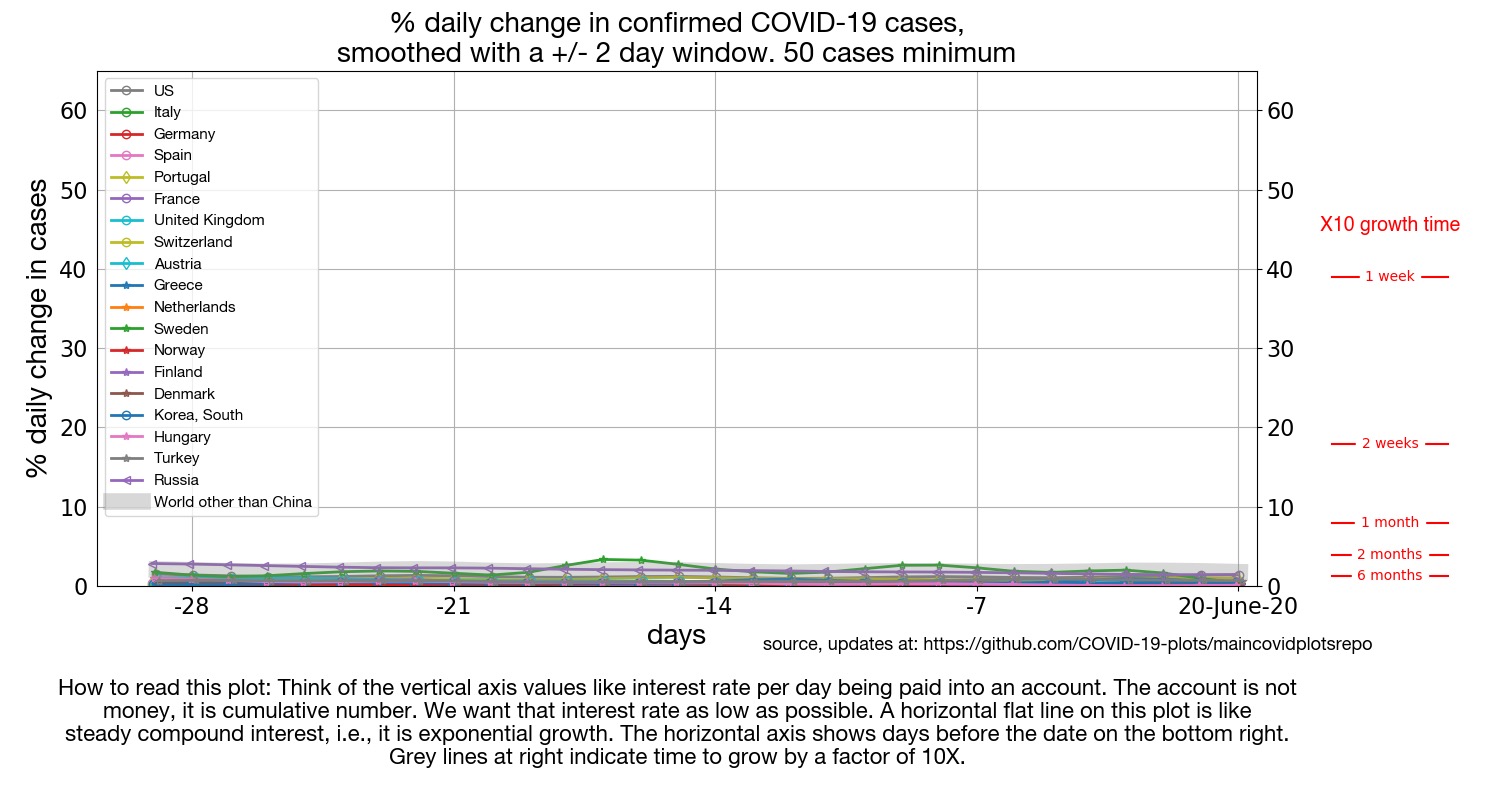 % daily change in confirmed COVID-19 cases,
smoothed with a +/- 2 day window. 50 cases minimum
% daily change in cases
60
50
40
30
20
10
0
US
Italy
Germany
Spain
Portugal
France
United Kingdom
Switzerland
Austria
Greece
Netherlands
Sweden
Norway
Finland
Denmark
Korea, South
Hungary
Turkey
Russia
World other than China
60
50
40
30
20
10
0
X10 growth time
1 week
2 weeks
1 month
2 months
6 months
-28
-21
-14
-7
20-June-20
days
source, updates at: https://github.com/COVID-19-plots/maincovidplotsrepo
How to read this plot: Think of the vertical axis values like interest rate per day being paid into an account. The account is not
money, it is cumulative number. We want that interest rate as low as possible. A horizontal flat line on this plot is like
steady compound interest, i.e., it is exponential growth. The horizontal axis shows days before the date on the bottom right.
Grey lines at right indicate time to grow by a factor of 10X.